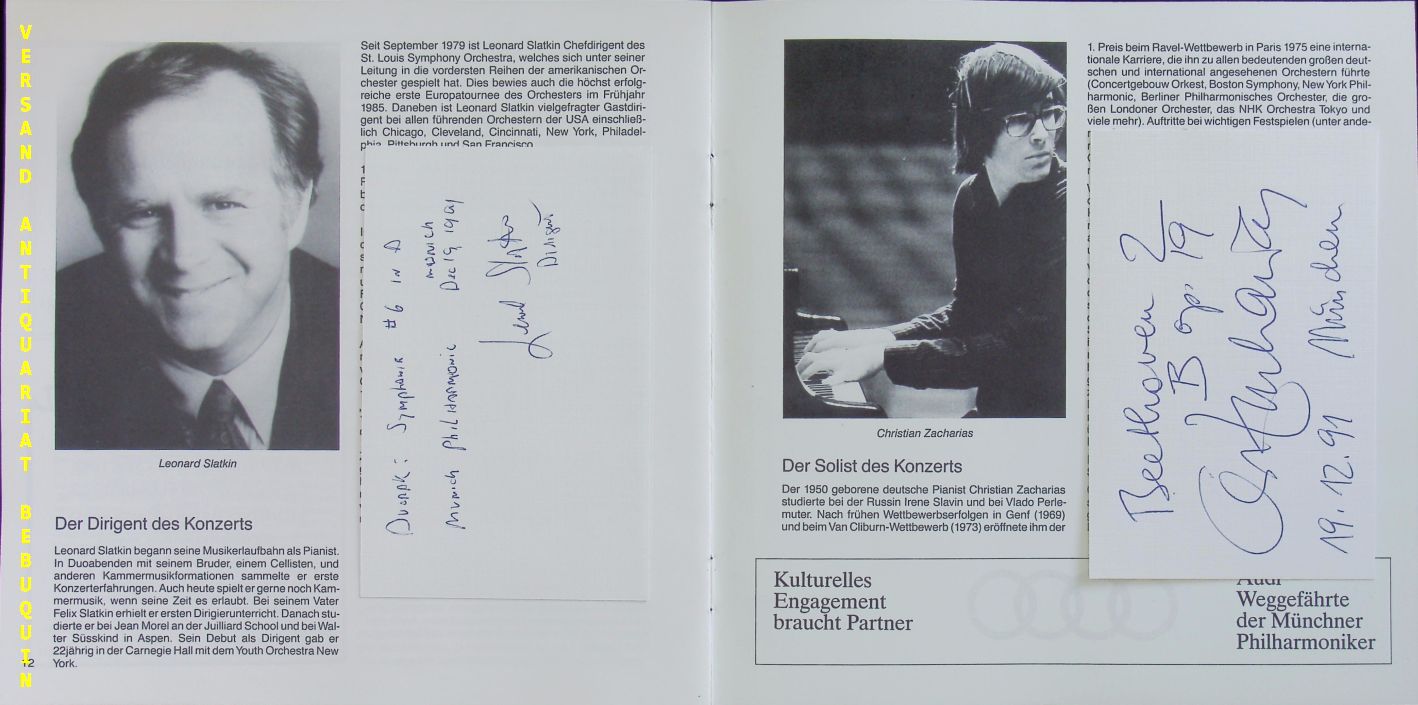 VERSAND ANTIQUARIAT BEBUQUIN
Leonard Slatkin
Der Dirigent des Konzerts
Leonard Slatkin begann seine Musikerlaufbahn als Pianist.
In Duoabenden mit seinem Bruder, einem Cellisten, und
anderen Kammermusikformationen sammelte er erste
Konzerterfahrungen. Auch heute spielt er gerne noch Kam-
mermusik, wenn seine Zeit es erlaubt. Bei seinem Vater
Felix Slatkin erhielt er ersten Dirigierunterricht. Danach stu-
dierte er bei Jean Morel an der Juilliard School und bei Wal-
ter Süsskind in Aspen. Sein Debut als Dirigent gab er
22jährig in der Carnegie Hall mit dem Youth Orchestra New
York.
12
Seit September 1979 ist Leonard Slatkin Chefdirigent des
St. Louis Symphony Orchestra, welches sich unter seiner
Leitung in die vordersten Reihen der amerikanischen Or-
chester gespielt hat. Dies bewies auch die höchst erfolg-
reiche erste Europatournee des Orchesters im Frühjahr
1985. Daneben ist Leonard Slatkin vielgefragter Gastdiri-
gent bei allen führenden Orchestern der USA einschließ-
lich Chicago, Cleveland, Cincinnati, New York, Philadel-
phia, Pittsburgh und San Francisco
Dvorak: Symphonie #6 in D
Munich Philharmonic
Munich
Dec 19 1991
Leonard Slatkin
Dirigent
Christian Zacharias
Der Solist des Konzerts
Der 1950 geborene deutsche Pianist Christian Zacharias
studierte bei der Russin Irene Slavin und bei Vlado Perle-
muter. Nach frühen Wettbewerbserfolgen in Genf (1969)
und beim Van Cliburn-Wettbewerb (1973) eröffnete ihm der
1. Preis beim Ravel-Wettbewerb in Paris 1975 eine interna-
tionale Karriere, die ihn zu allen bedeutenden großen deut-
schen und international angesehenen Orchestern führte
(Concertgebouw Orkest, Boston Symphony, New York Phil-
harmonic, Berliner Philharmonisches Orchester, die gro-
ßen Londoner Orchester, das NHK Orchestra Tokyo und
viele mehr). Auftritte bei wichtigen Festspielen (unter ande-
Beethoven 2
B op. 19
19.12.91 München
Kulturelles
Engagement
braucht Partner
Audi
Weggefährte
der Münchner
Philharmoniker